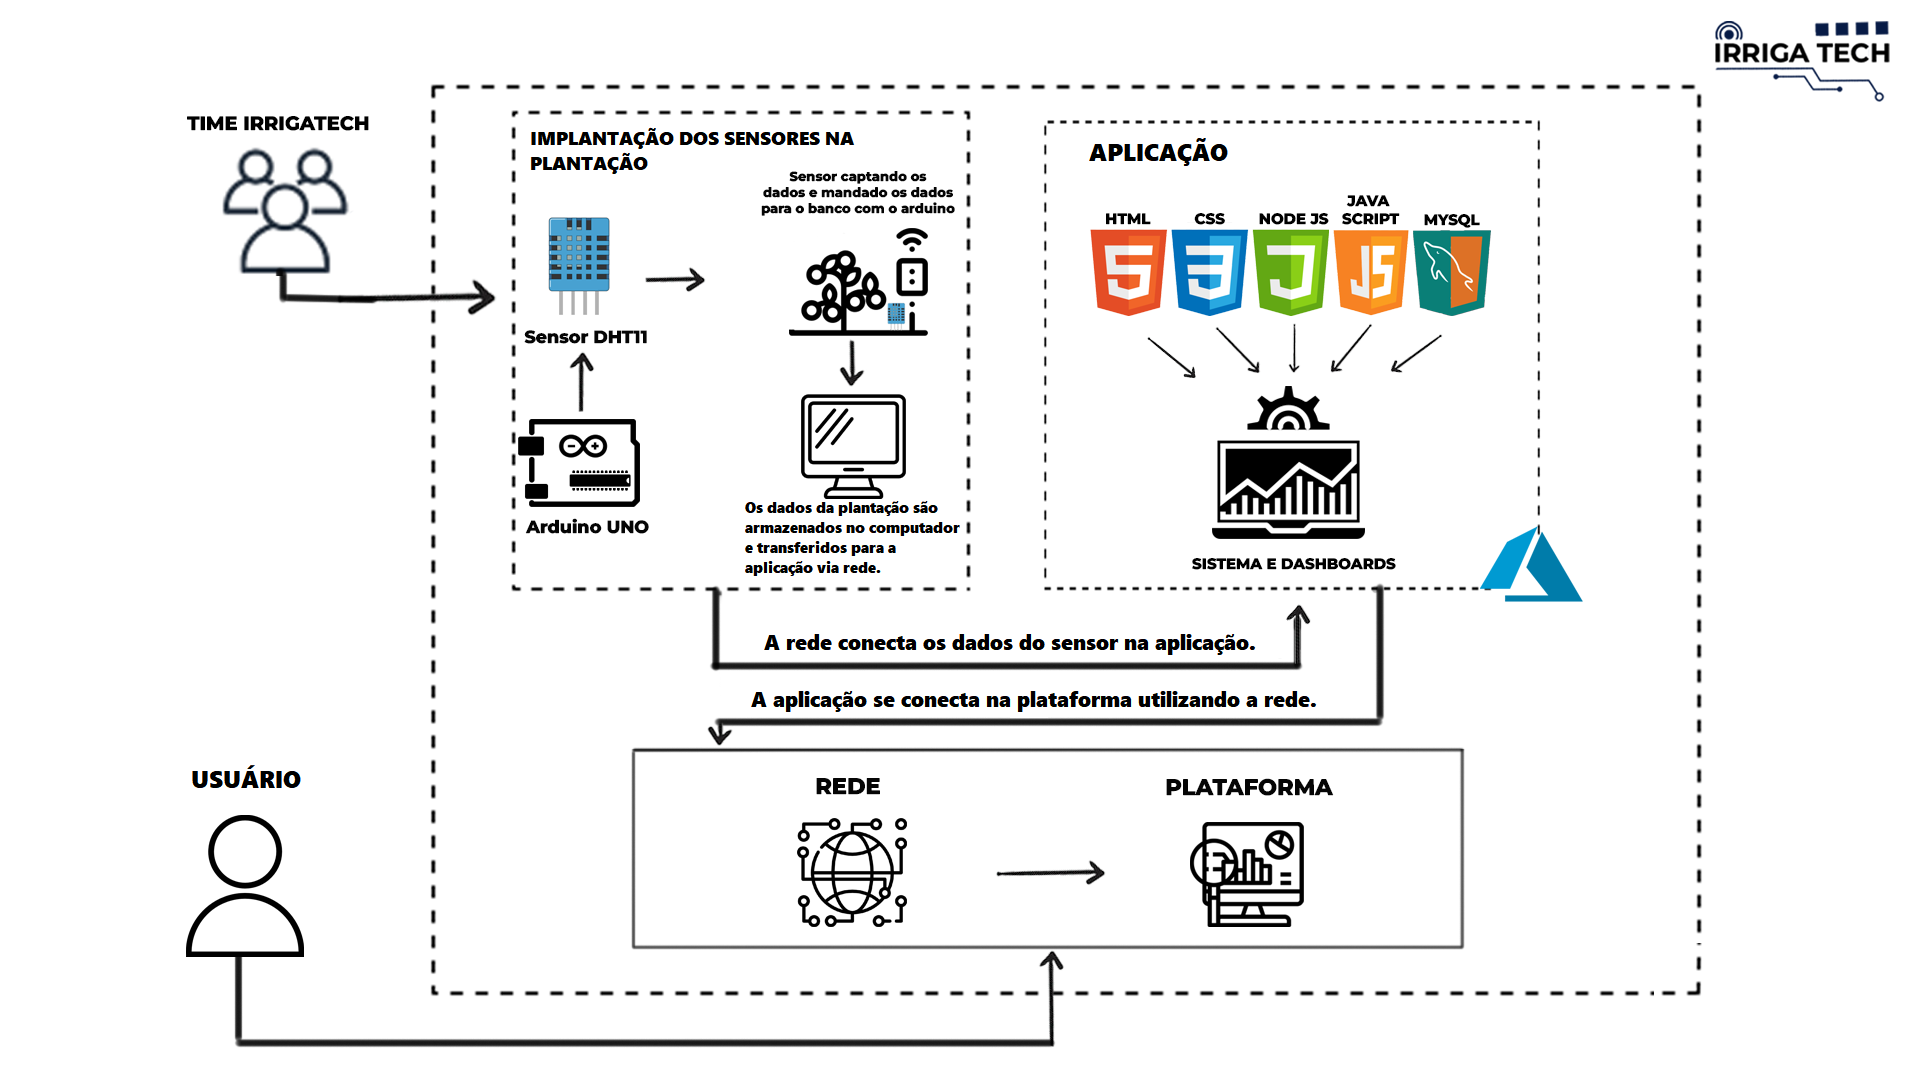 IRRIGA TECH
TIME IRRIGATECH
IMPLANTAÇÃO DOS SENSORES NA
PLANTAÇÃO
Sensor captando os
dados e mandado os dados
para o banco com o arduino
Sensor DHT11
Arduino UNO
Os dados da plantação são
armazenados no computador
e transferidos para a
aplicação via rede.
APLICAÇÃO
HTML
CSS
NODE JS
JAVA
SCRIPT
MYSQL
5
3
J
JS
SISTEMA E DASHBOARDS
A rede conecta os dados do sensor na aplicação.
A aplicação se conecta na plataforma utilizando a rede.
USUÁRIO
REDE
PLATAFORMA